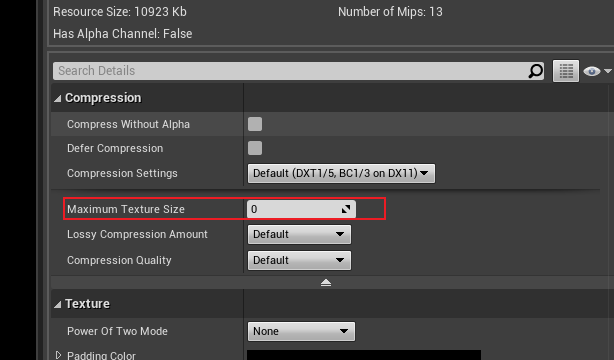 Resource Size: 10923 Kb Number of Mips: 13
Has Alpha Channel: False
Search Details
Compression
Compress Without Alpha
Defer Compression
Compression Settings Default (DXT1/5, BC1/3 on DX11)
Maximum Texture Size 0
Lossy Compression Amount Default
Compression Quality Default
Texture
Power Of Two Mode None
Padding Color